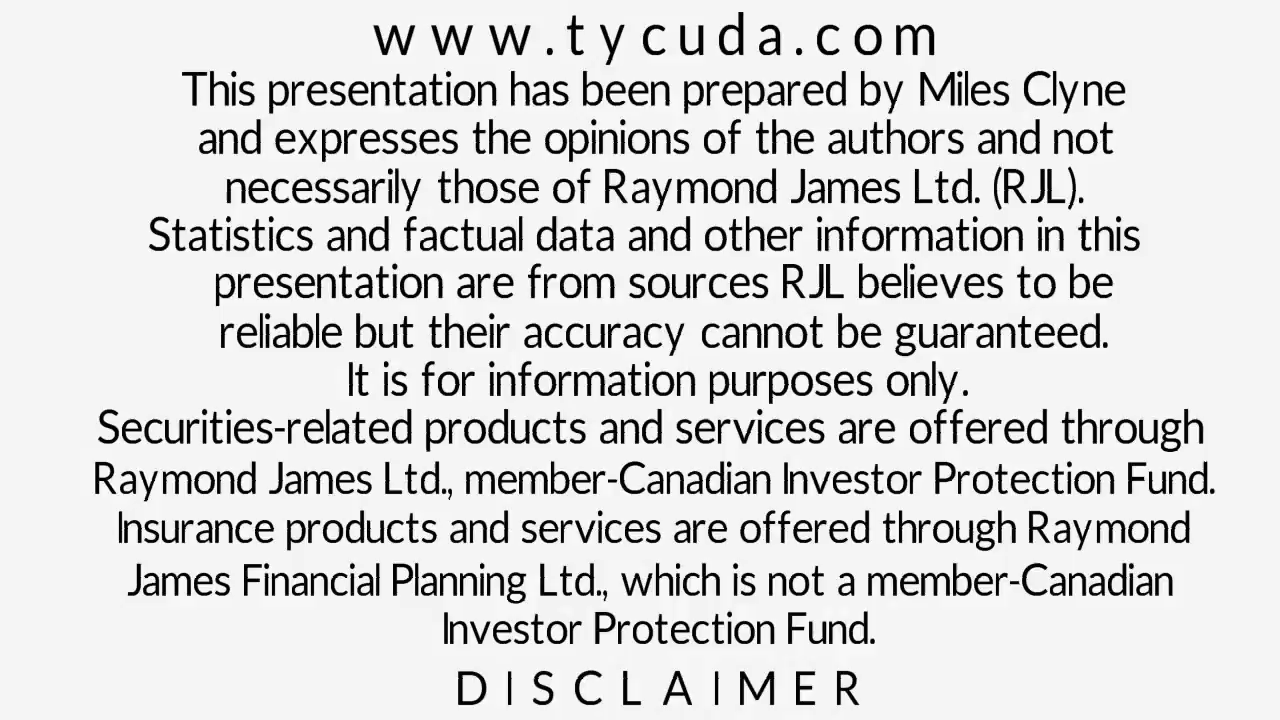 www.tycuda.com
This presentation has been prepared by Miles Clyne
and expresses the opinions of the authors and not
necessarily those of Raymond James Ltd. (RJL).
Statistics and factual data and other information in this
presentation are from sources RJL believes to be
reliable but their accuracy cannot be guaranteed.
It is for information purposes only.
Securities-related products and services are offered through
Raymond James Ltd., member-Canadian Investor Protection Fund.
Insurance products and services are offered through Raymond
James Financial Planning Ltd., which is not a member-Canadian
Investor Protection Fund.
DISCLAIMER